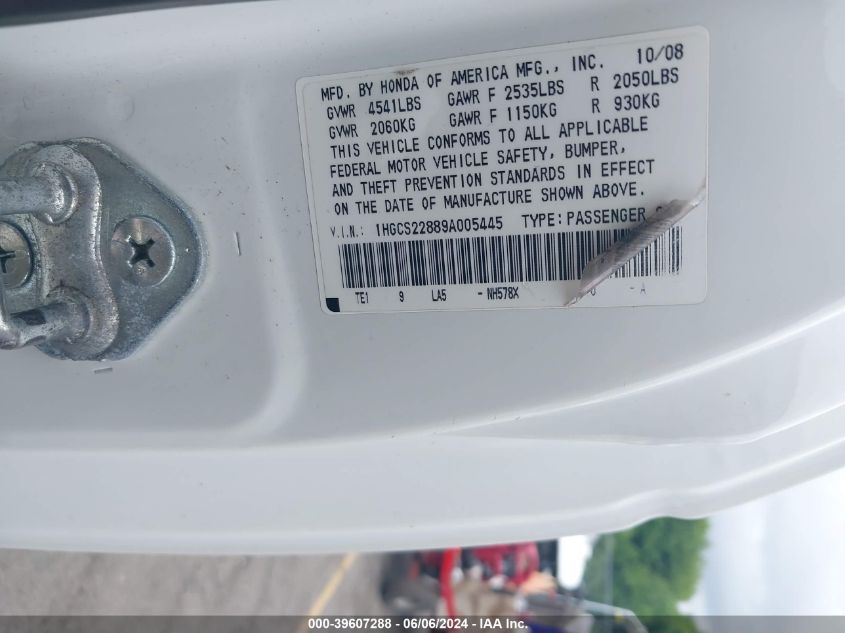 MFD. BY HONDA OF AMERICA MFG., INC. 10/08
GVWR 4541LBS GAWR F 2535LBS R 2050LBS
GVWR 2060KG GAWR F 1150KG R 930KG
THIS VEHICLE CONFORMS TO ALL APPLICABLE
FEDERAL MOTOR VEHICLE SAFETY, BUMPER,
AND THEFT PREVENTION STANDARDS IN EFFECT
ON THE DATE OF MANUFACTURE SHOWN ABOVE.
V.I.N.: 1HGCS22889A005445 TYPE: PASSENGER
TE1 9 LA5 - NH578X - A
000-39607288 - 06/06/2024 - IAA Inc.